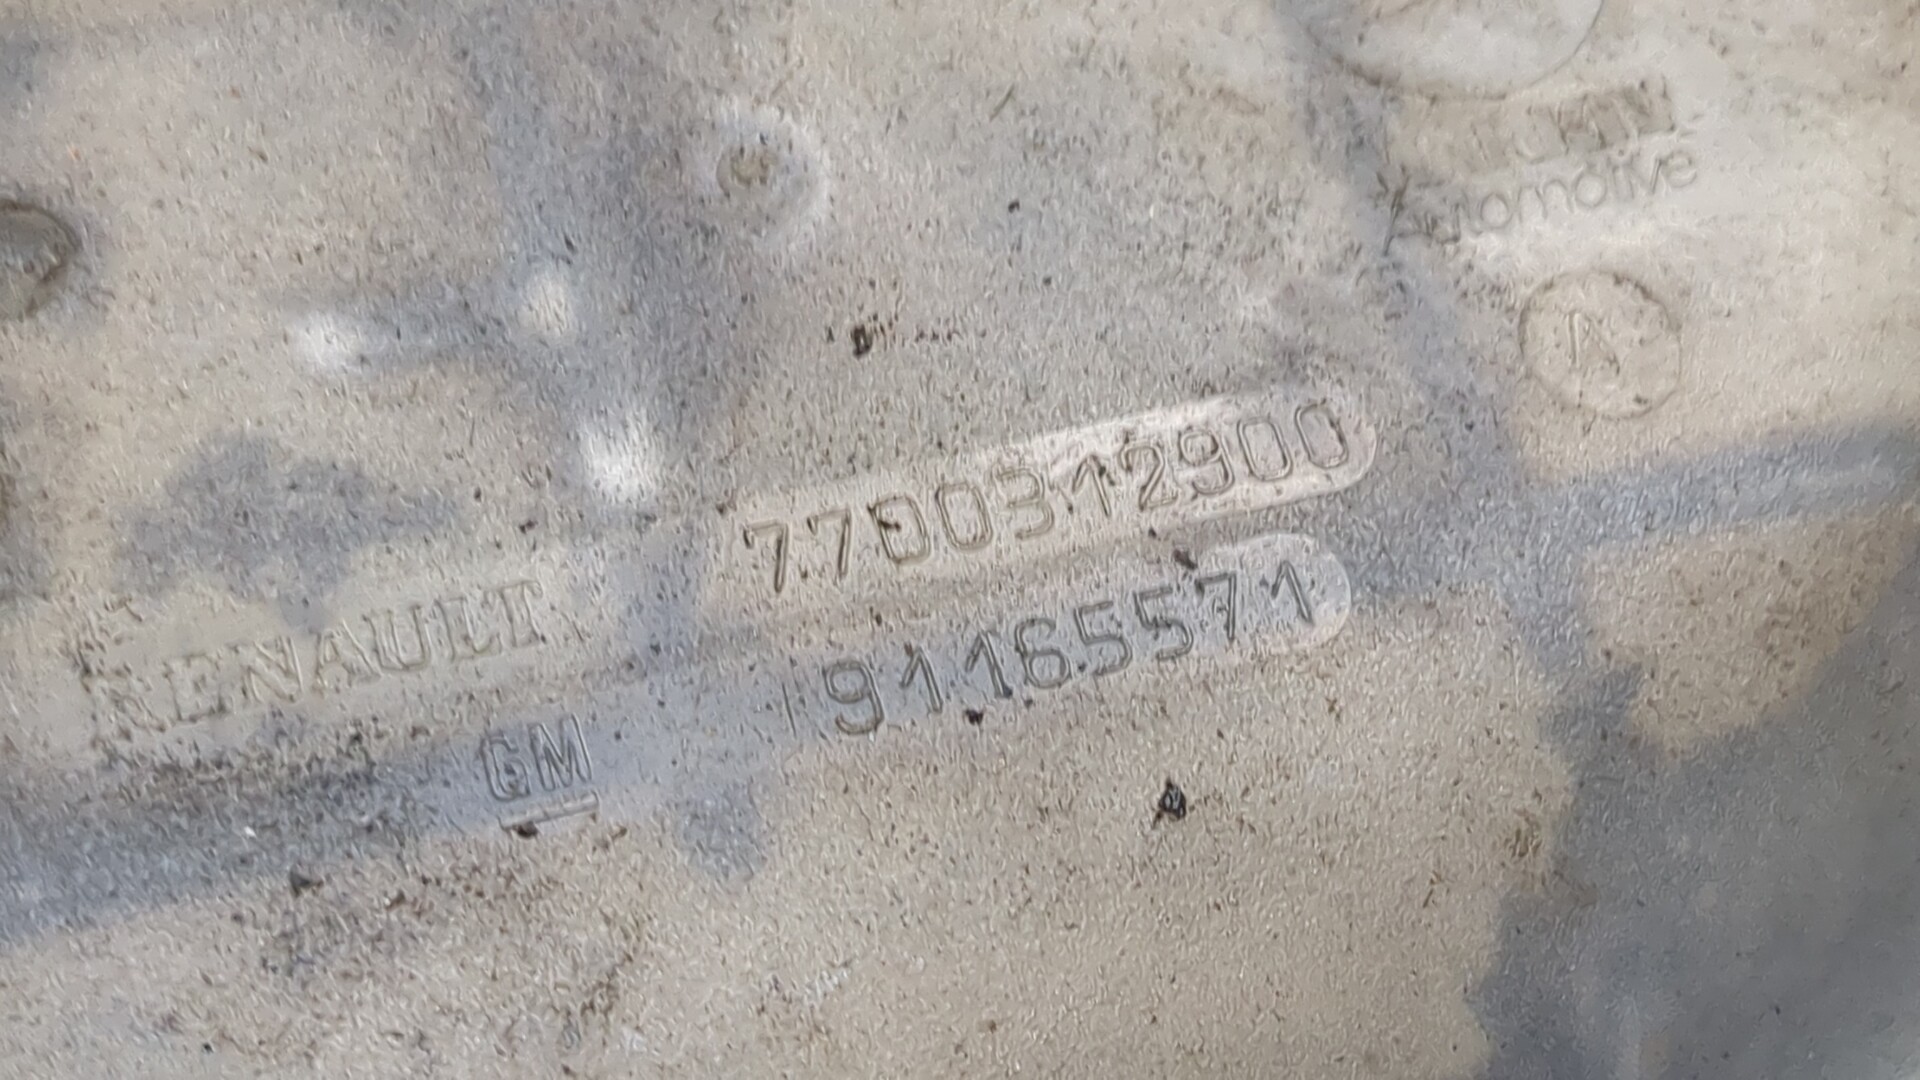 Automotive
A
7700312900
RENAULT
91165571
GM